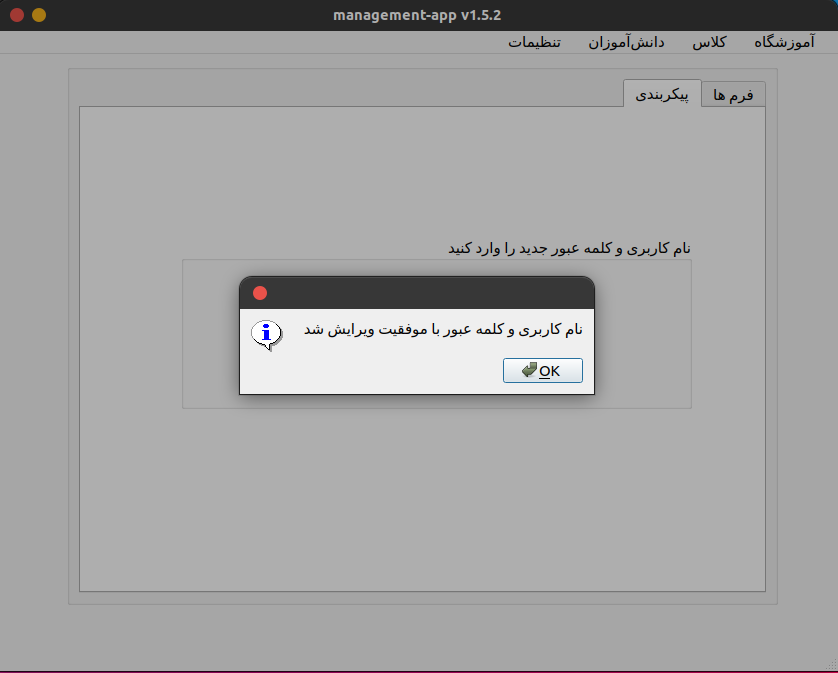 management-app v1.5.2
آموزشگاه کلاس دانش‌آموزان تنظیمات
فرم ها پیکربندی
نام کاربری و کلمه عبور جدید را وارد کنید
نام کاربری و کلمه عبور با موفقیت ویرایش شد
OK